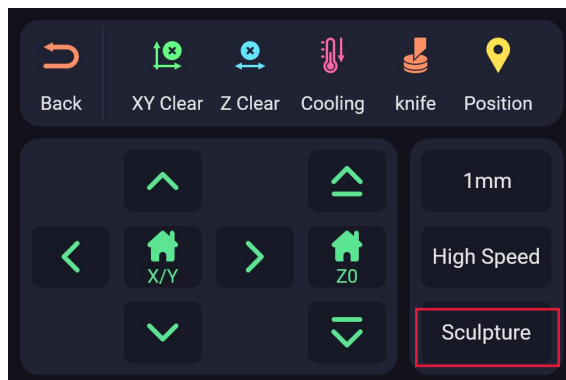 Back
XY Clear
Z Clear
Cooling
knife
Position
1mm
X/Y
Z0
High Speed
Sculpture